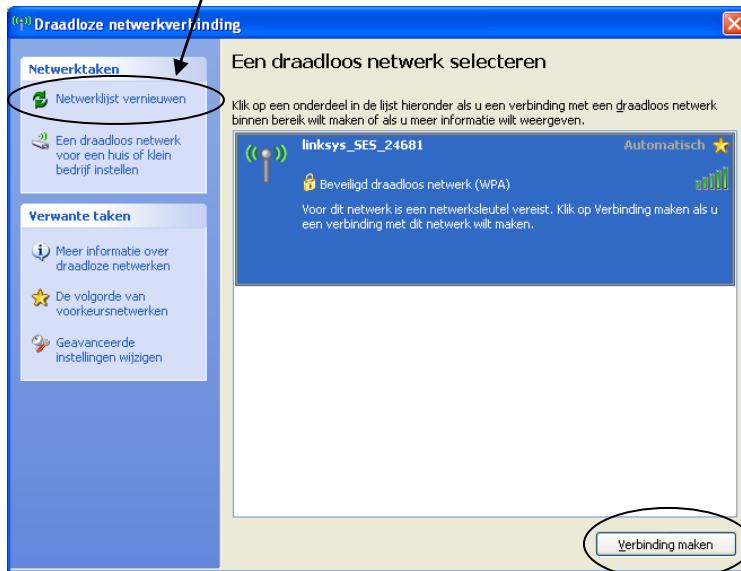 Draadloze netwerkverbinding
Netwerktaken
Netwerklijst vernieuwen
Een draadloos netwerk
voor een huis of klein
bedrijf instellen
Verwante taken
Meer informatie over
draadloze netwerken
De volgorde van
voorkeursnetwerken
Geavanceerde
instellingen wijzigen
Een draadloos netwerk selecteren
Klik op een onderdeel in de lijst hieronder als u een verbinding met een draadloos netwerk
binnen bereik wilt maken of als u meer informatie wilt weergeven.
linksys_SES_24681
Automatisch
Beveiligd draadloos netwerk (WPA)
Voor dit netwerk is een netwerksleutel vereist. Klik op Verbinding maken als u
een verbinding met dit netwerk wilt maken.
Verbinding maken